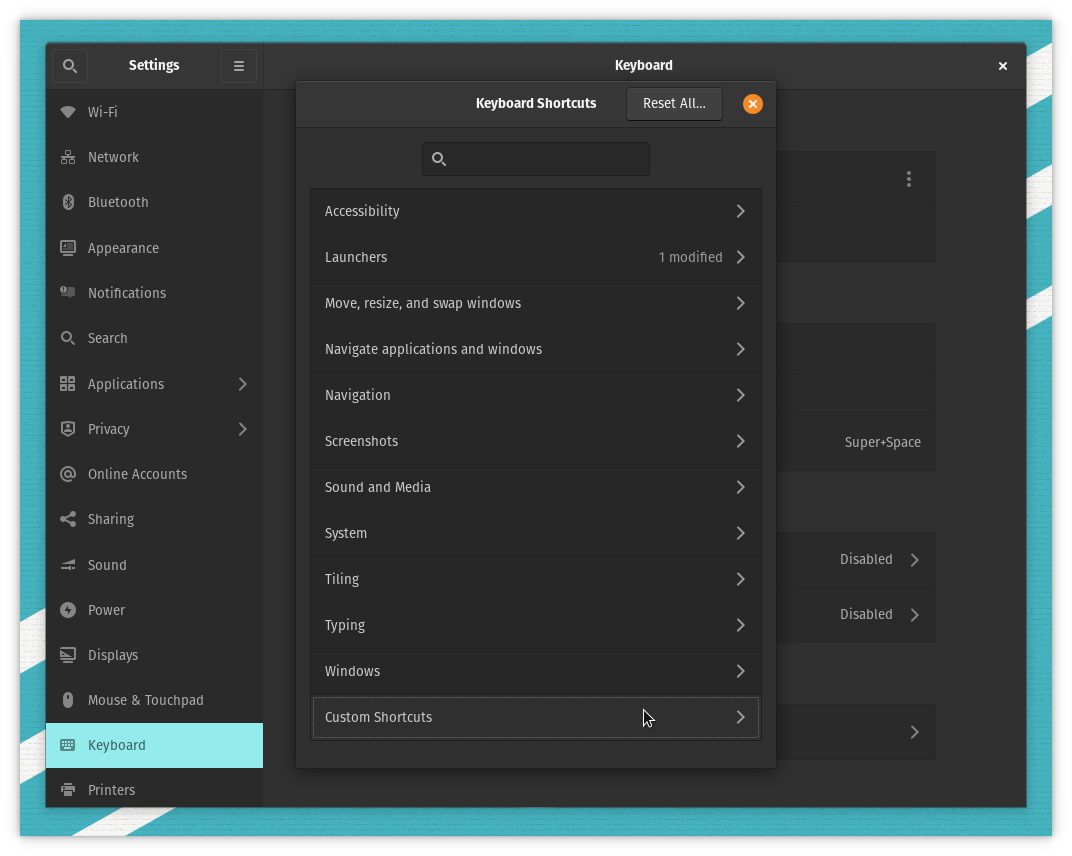 Settings
Keyboard
Wi-Fi
Network
Bluetooth
Appearance
Notifications
Search
Applications
Privacy
Online Accounts
Sharing
Sound
Power
Displays
Mouse & Touchpad
Keyboard
Printers
Keyboard Shortcuts
Reset All...
Accessibility
Launchers 1 modified
Move, resize, and swap windows
Navigate applications and windows
Navigation
Screenshots
Sound and Media
System
Tiling
Typing
Windows
Custom Shortcuts
Super+Space
Disabled
Disabled